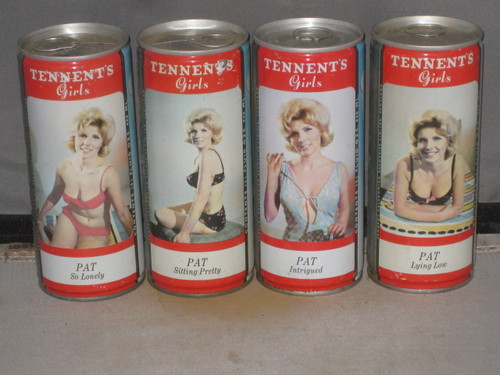 TENNENT'S
Girls
PAT
So Lonely
TENNENT'S
Girls
PAT
Sitting Pretty
TENNENT'S
Girls
PAT
Intrigued
TENNENT'S
Girls
PAT
Lying Low